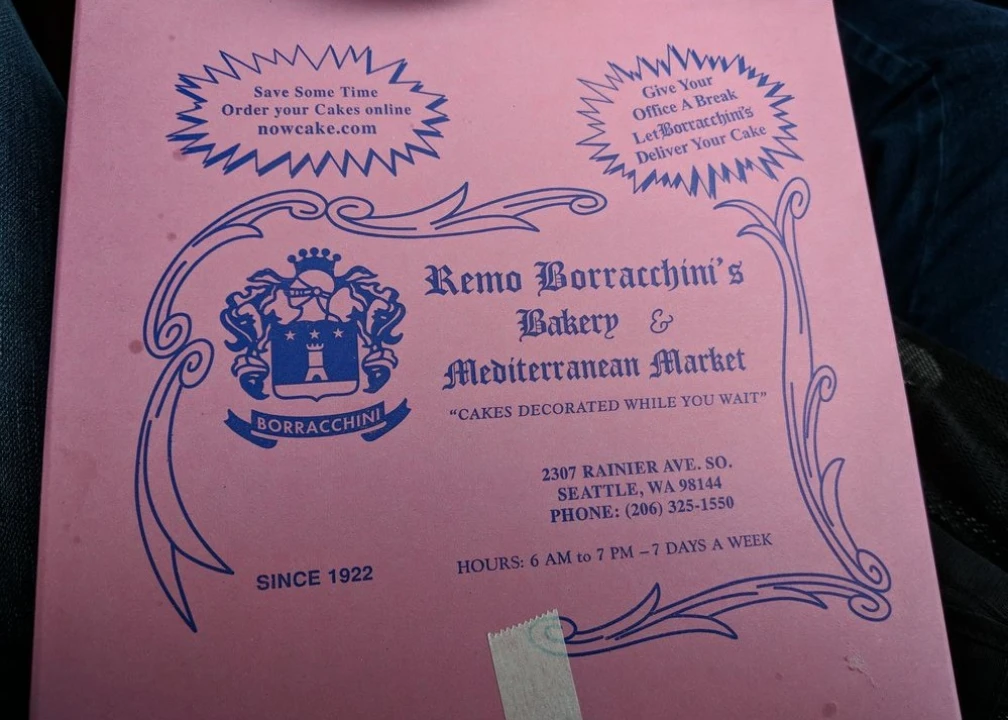 Save Some Time
Order your Cakes online
nowcake.com
Give Your
Office A Break
Let Borracchini's
Deliver Your Cake
Remo Borracchini's
Bakery &
Mediterranean Market
"CAKES DECORATED WHILE YOU WAIT"
BORRACCHINI
2307 RAINIER AVE. SO.
SEATTLE, WA 98144
PHONE: (206) 325-1550
HOURS: 6 AM to 7 PM – 7 DAYS A WEEK
SINCE 1922